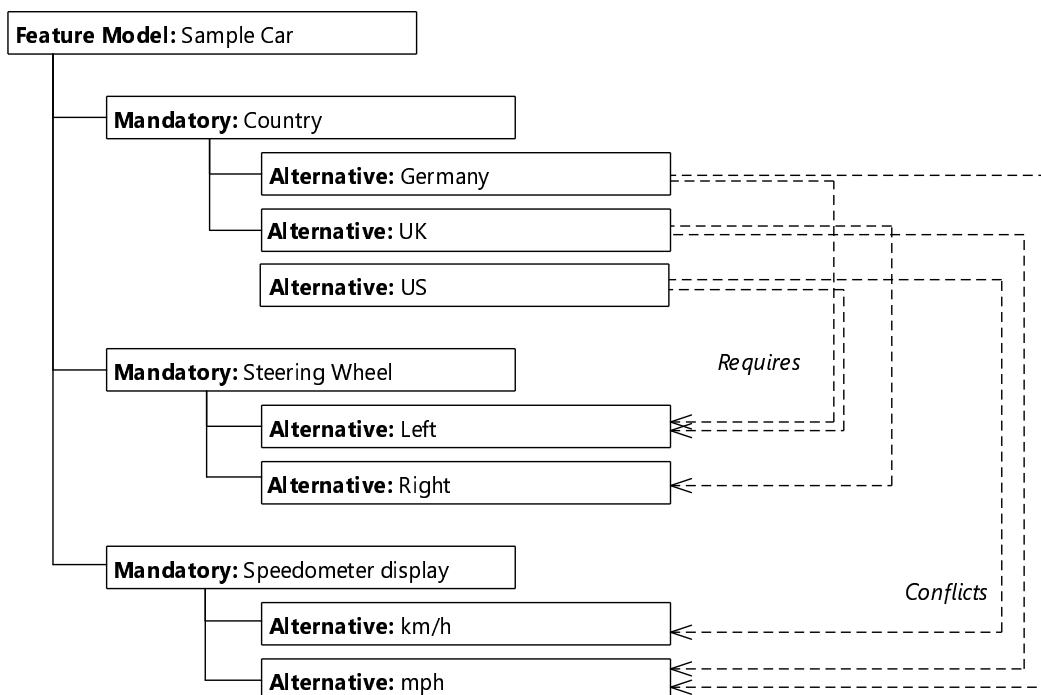 Feature Model: Sample Car
Mandatory: Country
Alternative: Germany
Alternative: UK
Alternative: US
Requires
Mandatory: Steering Wheel
Alternative: Left
Alternative: Right
Mandatory: Speedometer display
Conflicts
Alternative: km/h
Alternative: mph